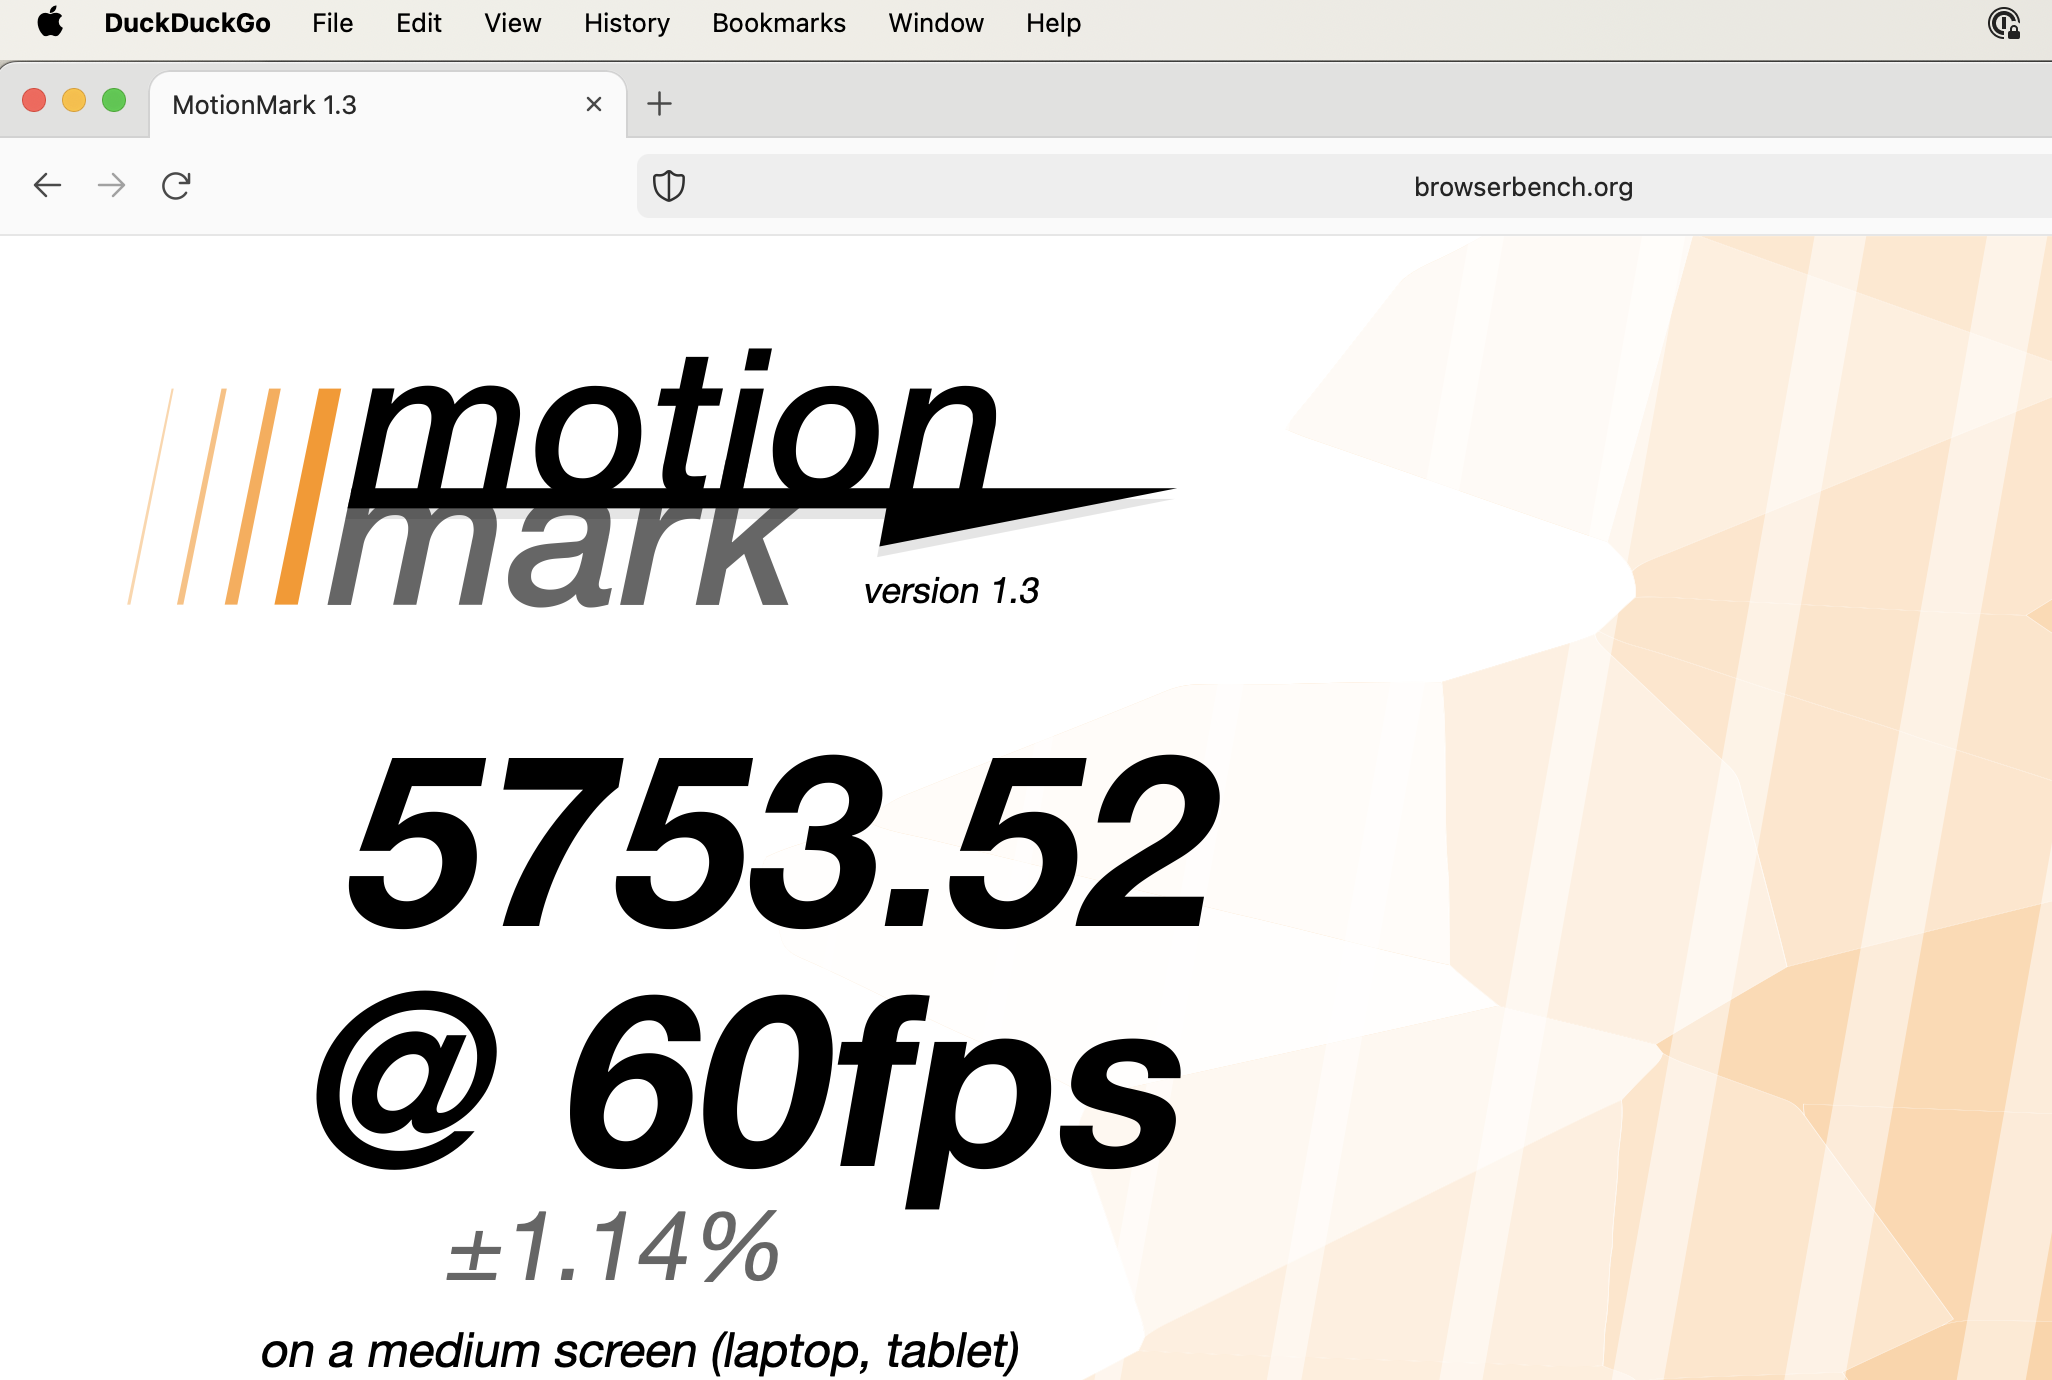 DuckDuckGo File Edit View History Bookmarks Window Help
MotionMark 1.3
browserbench.org
motion
mark
version 1.3
5753.52
@ 60fps
±1.14%
on a medium screen (laptop, tablet)